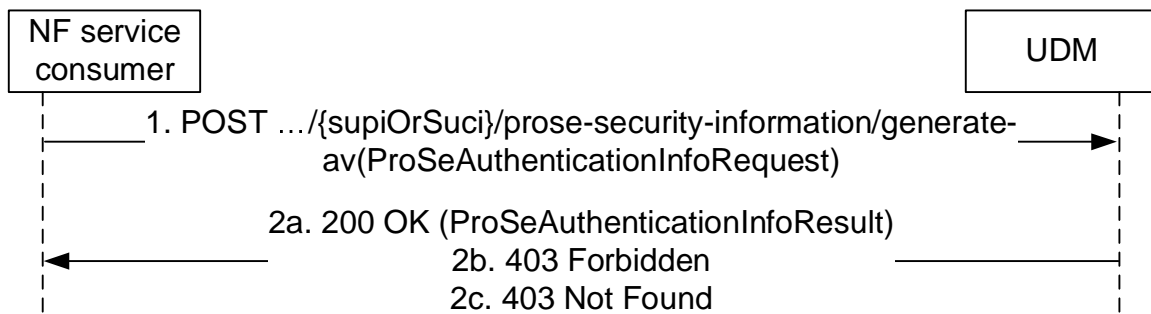 NF service
consumer
UDM
1. POST …/{supiOrSuci}/prose-security-information/generate-
av(ProSeAuthenticationInfoRequest)
2a. 200 OK (ProSeAuthenticationInfoResult)
2b. 403 Forbidden
2c. 403 Not Found